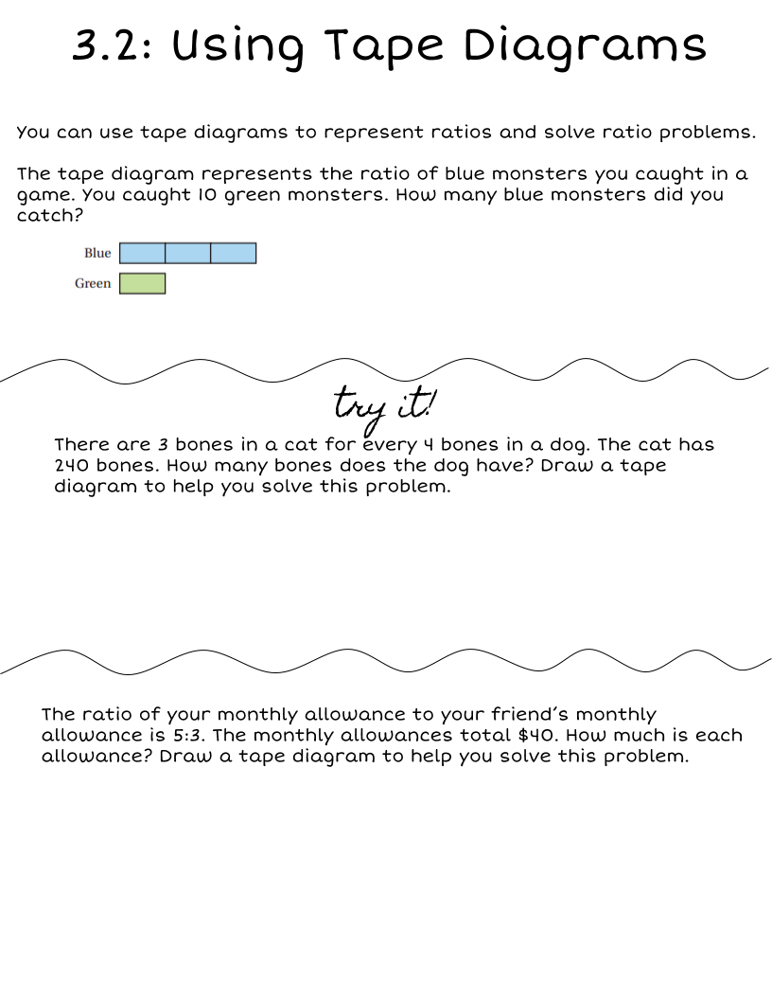 3.2: Using Tape Diagrams
You can use tape diagrams to represent ratios and solve ratio problems.
The tape diagram represents the ratio of blue monsters you caught in a
game. You caught 10 green monsters. How many blue monsters did you
catch?
Blue
Green
try it!
There are 3 bones in a cat for every 4 bones in a dog. The cat has
240 bones. How many bones does the dog have? Draw a tape
diagram to help you solve this problem.
The ratio of your monthly allowance to your friend's monthly
allowance is 5:3. The monthly allowances total $40. How much is each
allowance? Draw a tape diagram to help you solve this problem.